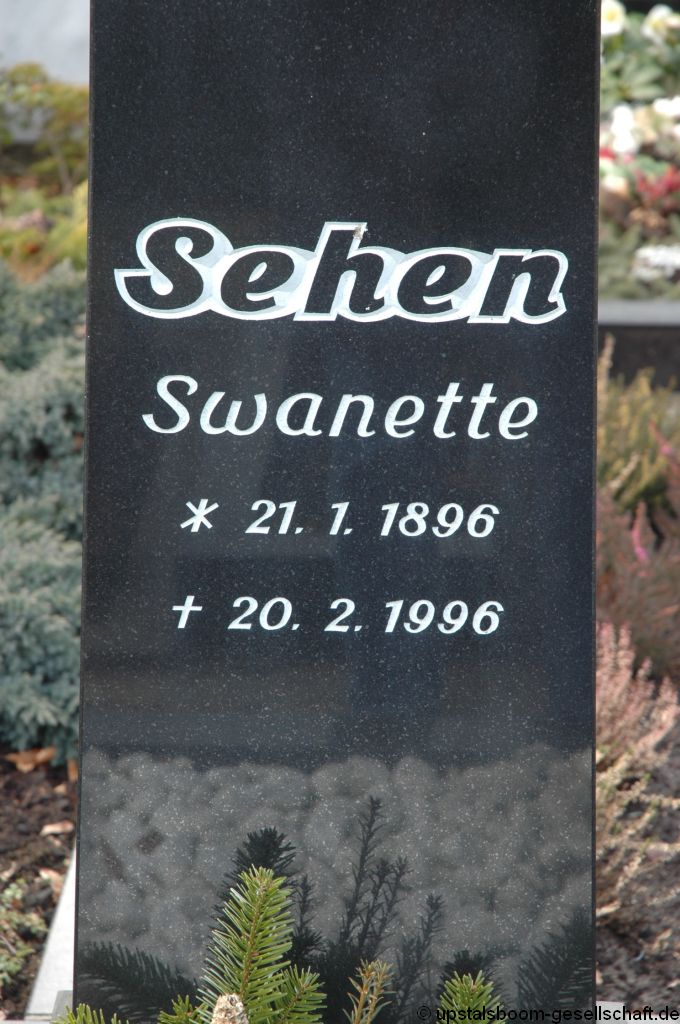 Sehen
Swanette
* 21. 1. 1896
† 20. 2. 1996
© upstalsboom-gesellschaft.de